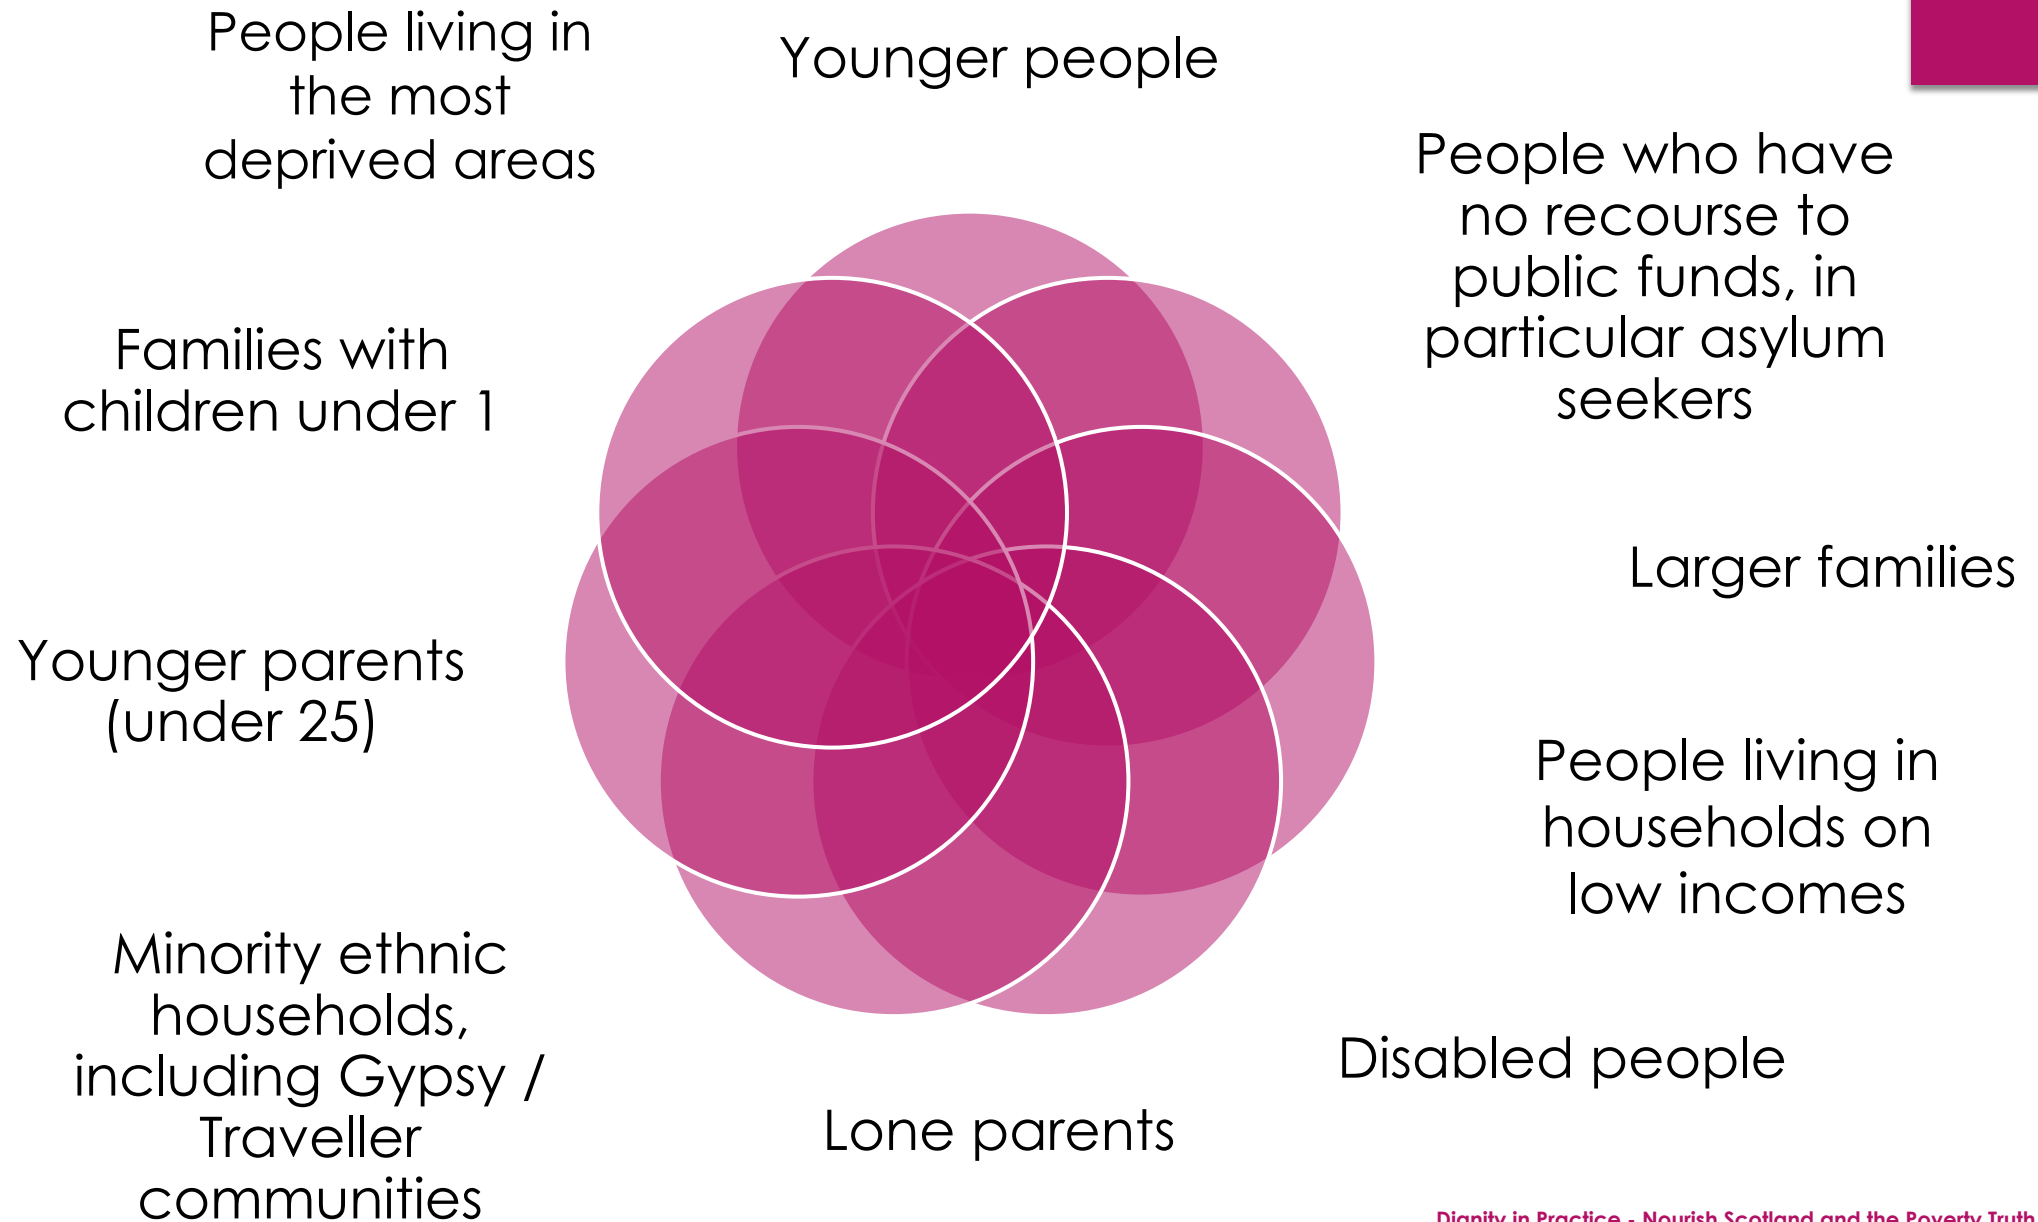 People living in
the most
deprived areas
Younger people
People who have
no recourse to
public funds, in
particular asylum
seekers
Families with
children under 1
Larger families
Younger parents
(under 25)
People living in
households on
low incomes
Minority ethnic
households,
including Gypsy /
Traveller
communities
Disabled people
Lone parents
Dignity in Practice - Nourish Scotland and the Poverty Truth